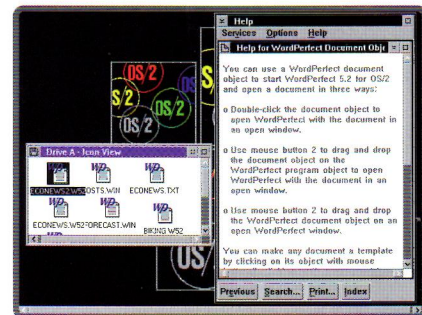 OS/2
OS/2
S/2
OS/2
OS/2
S
OS
Drive A - Icon View
ECONEWS2.W52
OSTS.WIN
ECONEWS.TXT
ECONEWS.W52
FORECAST.WIN
BIKING.W52
Help
Services Options Help
Help for WordPerfect Document Obje
You can use a WordPerfect document
object to start WordPerfect 5.2 for OS/2
and open a document in three ways:
o Double-click the document object to
open WordPerfect with the document in
an open window.
o Use mouse button 2 to drag and drop
the document object on the
WordPerfect program object to open
WordPerfect with the document in an
open window.
o Use mouse button 2 to drag and drop
the WordPerfect document object on an
open WordPerfect window.
You can make any document a template
by clicking on its object with mouse
Previous Search... Print... Index